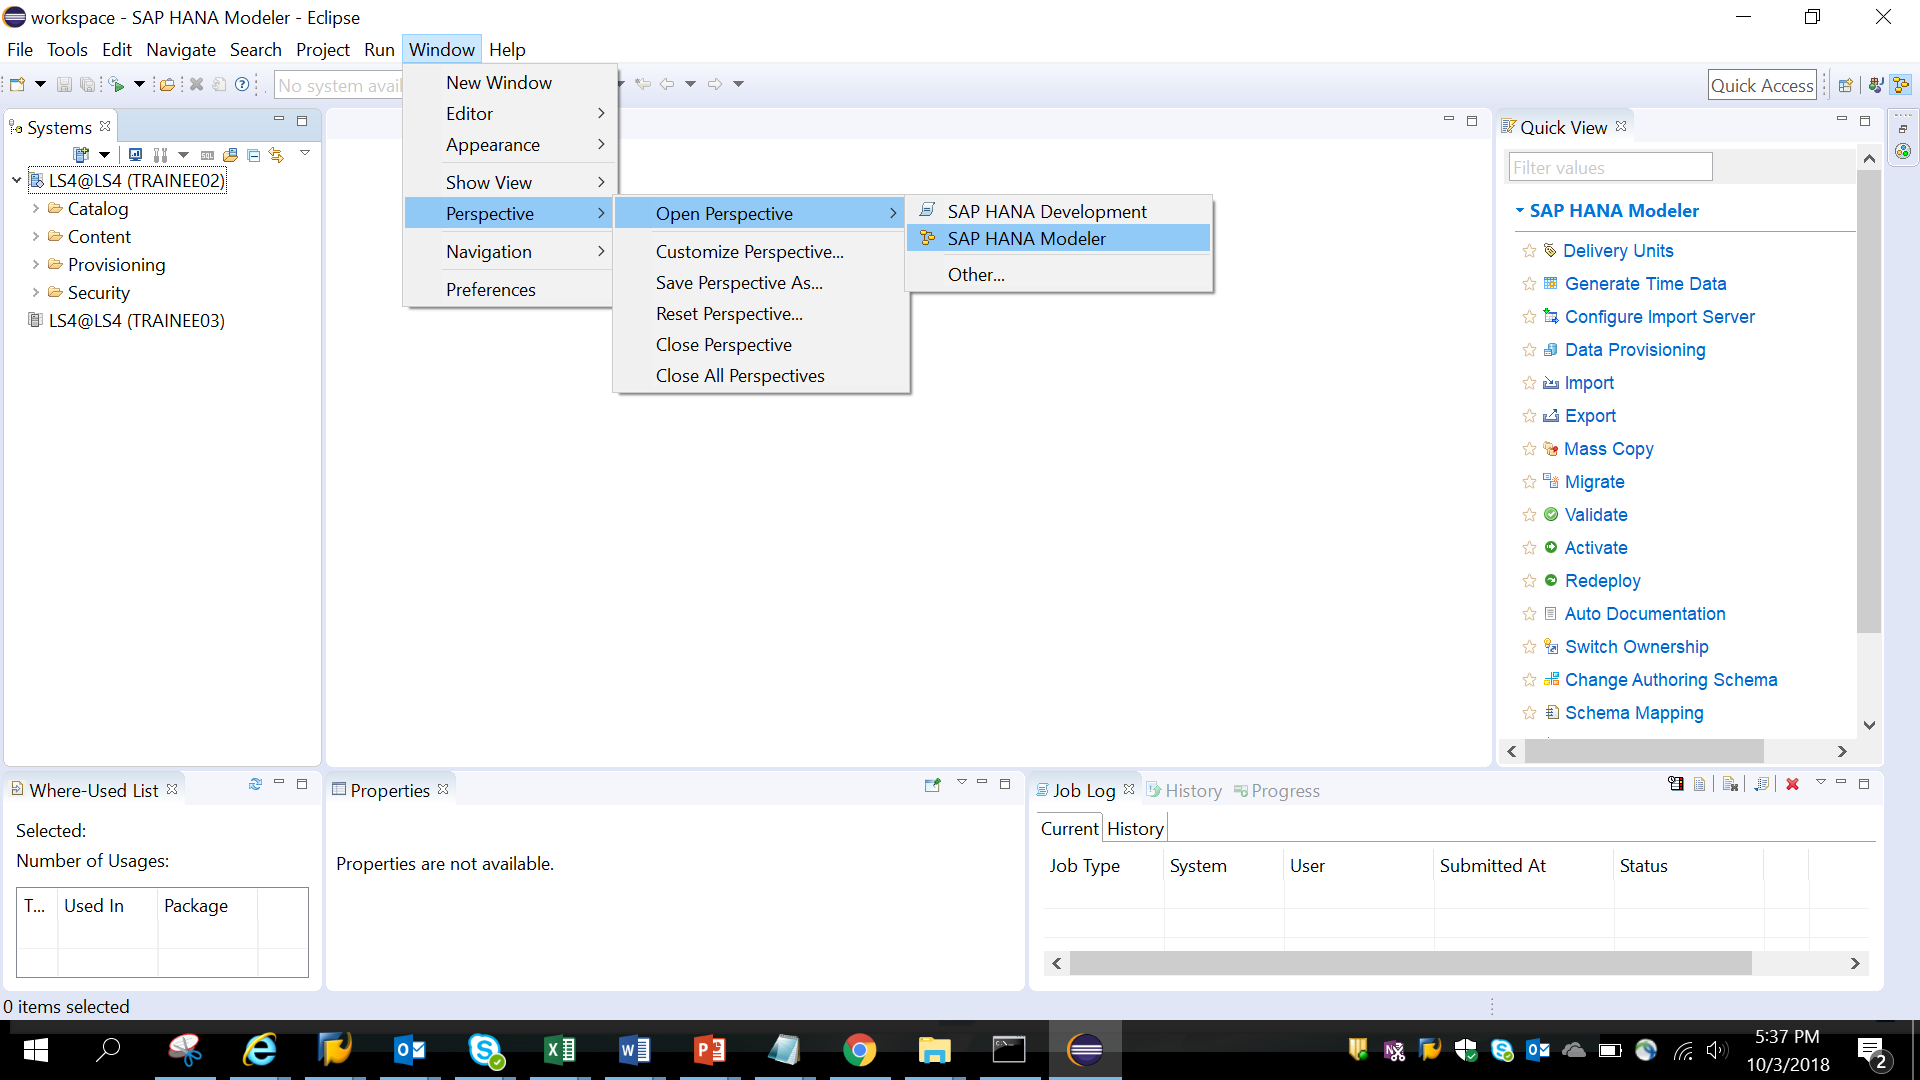 workspace - SAP HANA Modeler - Eclipse
File Tools Edit Navigate Search Project Run Window Help
No system avail
Quick Access
New Window
Editor
Appearance
Show View
Perspective
Navigation
Preferences
Open Perspective
Customize Perspective...
Save Perspective As...
Reset Perspective...
Close Perspective
Close All Perspectives
SAP HANA Development
SAP HANA Modeler
Other...
Systems
LS4@LS4 (TRAINEE02)
Catalog
Content
Provisioning
Security
LS4@LS4 (TRAINEE03)
Quick View
Filter values
SAP HANA Modeler
Delivery Units
Generate Time Data
Configure Import Server
Data Provisioning
Import
Export
Mass Copy
Migrate
Validate
Activate
Redeploy
Auto Documentation
Switch Ownership
Change Authoring Schema
Schema Mapping
Where-Used List
Selected:
Number of Usages:
T... Used In Package
Properties
Properties are not available.
Job Log History Progress
Current History
Job Type System User Submitted At Status
0 items selected
5:37 PM
10/3/2018
2